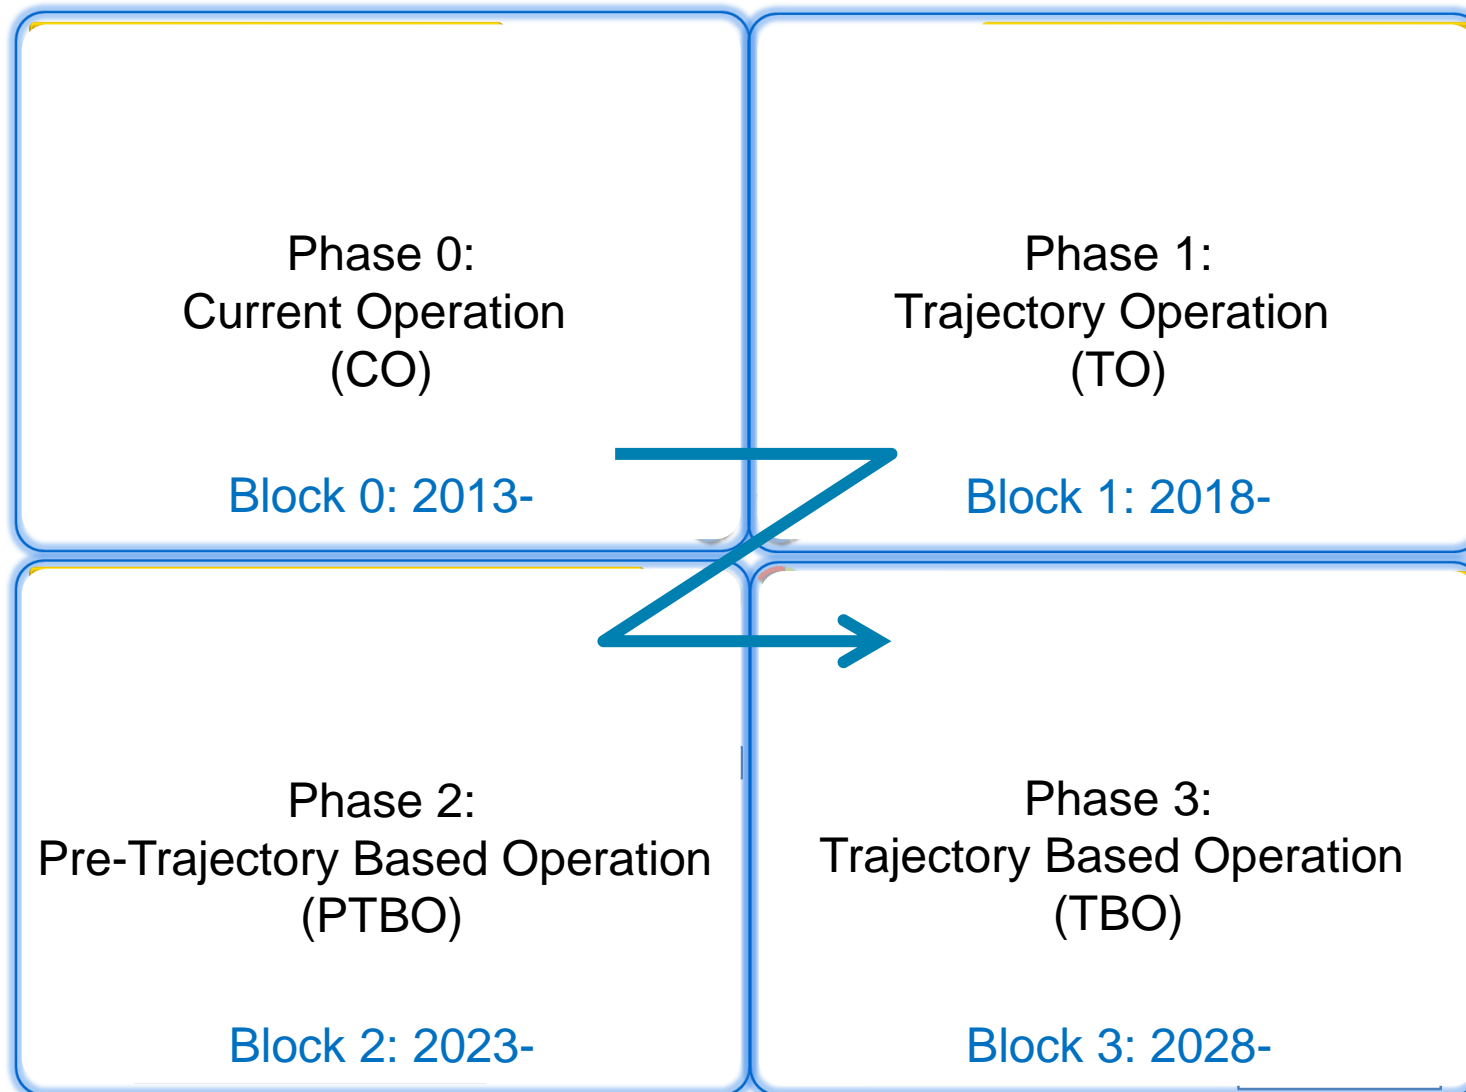 Phase 0:
Current Operation
(CO)
Block 0: 2013-
Phase 1:
Trajectory Operation
(TO)
Block 1: 2018-
Phase 2:
Pre-Trajectory Based Operation
(PTBO)
Block 2: 2023-
Phase 3:
Trajectory Based Operation
(TBO)
Block 3: 2028-